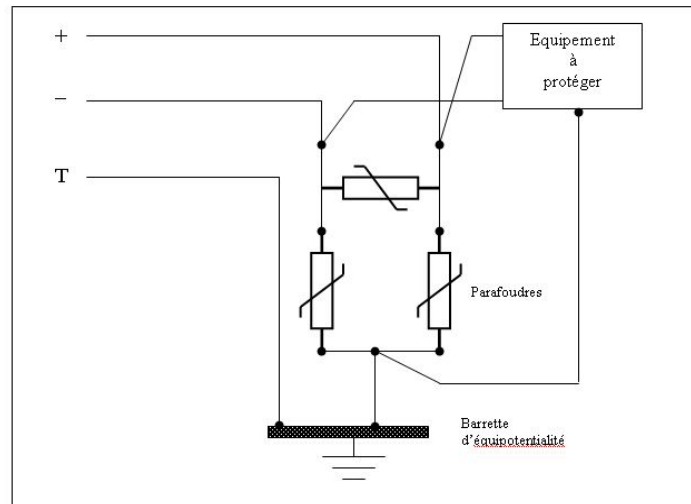 +
Equipement
à
protéger
−
T
Parafoudres
Barrette
d'équipotentialité